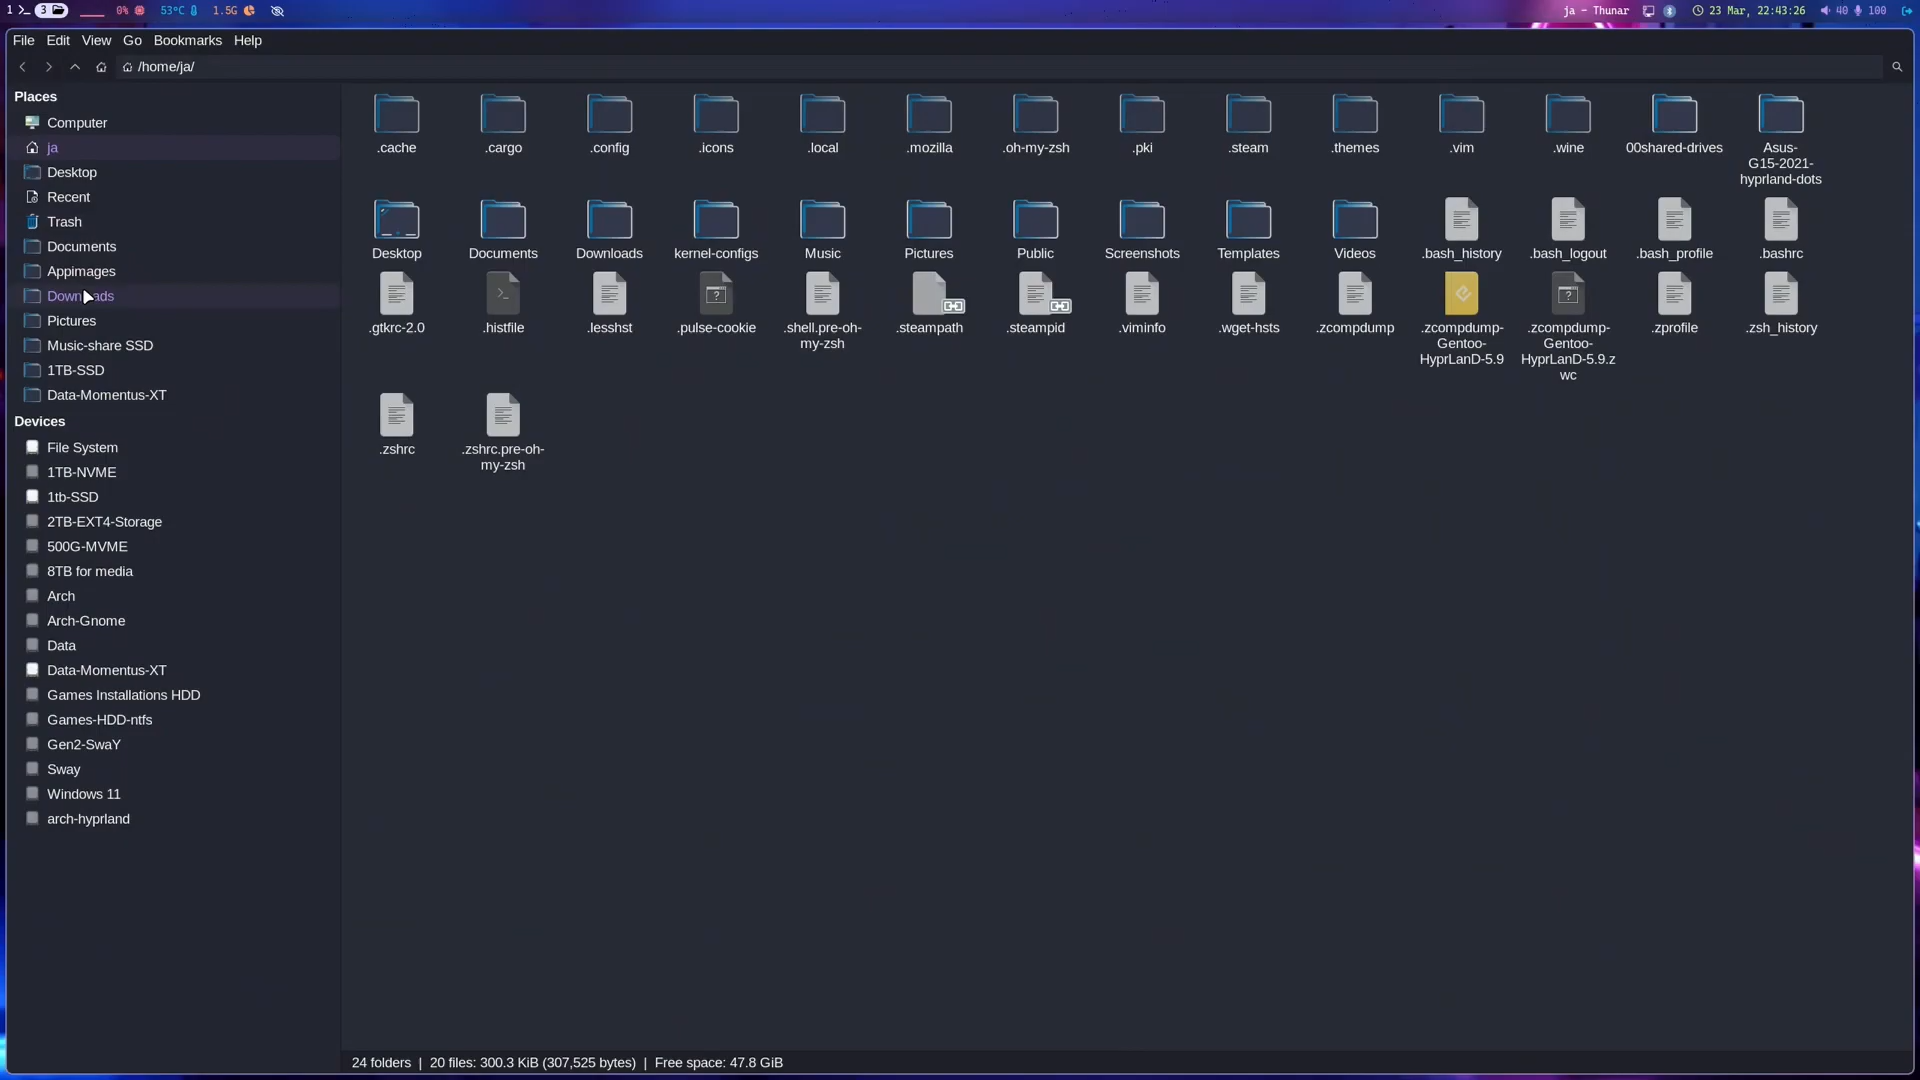 1 3 0% 53°C 1.5G ja – Thunar 23 Mar, 22:43:26 40 100
File Edit View Go Bookmarks Help
/home/ja/
Places
Computer
ja
Desktop
Recent
Trash
Documents
Appimages
Pictures
Music-share SSD
1TB-SSD
Data-Momentus-XT
Devices
File System
1TB-NVME
1tb-SSD
2TB-EXT4-Storage
500G-MVME
8TB for media
Arch
Arch-Gnome
Data
Data-Momentus-XT
Games Installations HDD
Games-HDD-ntfs
Gen2-SwaY
Sway
Windows 11
arch-hyprland
.cache .cargo .config .icons .local .mozilla .oh-my-zsh .pki .steam .themes .vim .wine 00shared-drives Asus-
G15-2021-
hyprland-dots
Desktop Documents Downloads kernel-configs Music Pictures Public Screenshots Templates Videos .bash_history .bash_logout .bash_profile .bashrc
.gtkrc-2.0 .histfile .lesshst .pulse-cookie .shell.pre-oh- .steampath .steampid .viminfo .wget-hsts .zcompdump .zcompdump- .zcompdump- .zprofile .zsh_history
my-zsh Gentoo- Gentoo-
HyprLanD-5.9 HyprLanD-5.9.z
wc
.zshrc .zshrc.pre-oh-
my-zsh
24 folders | 20 files: 300.3 KiB (307,525 bytes) | Free space: 47.8 GiB